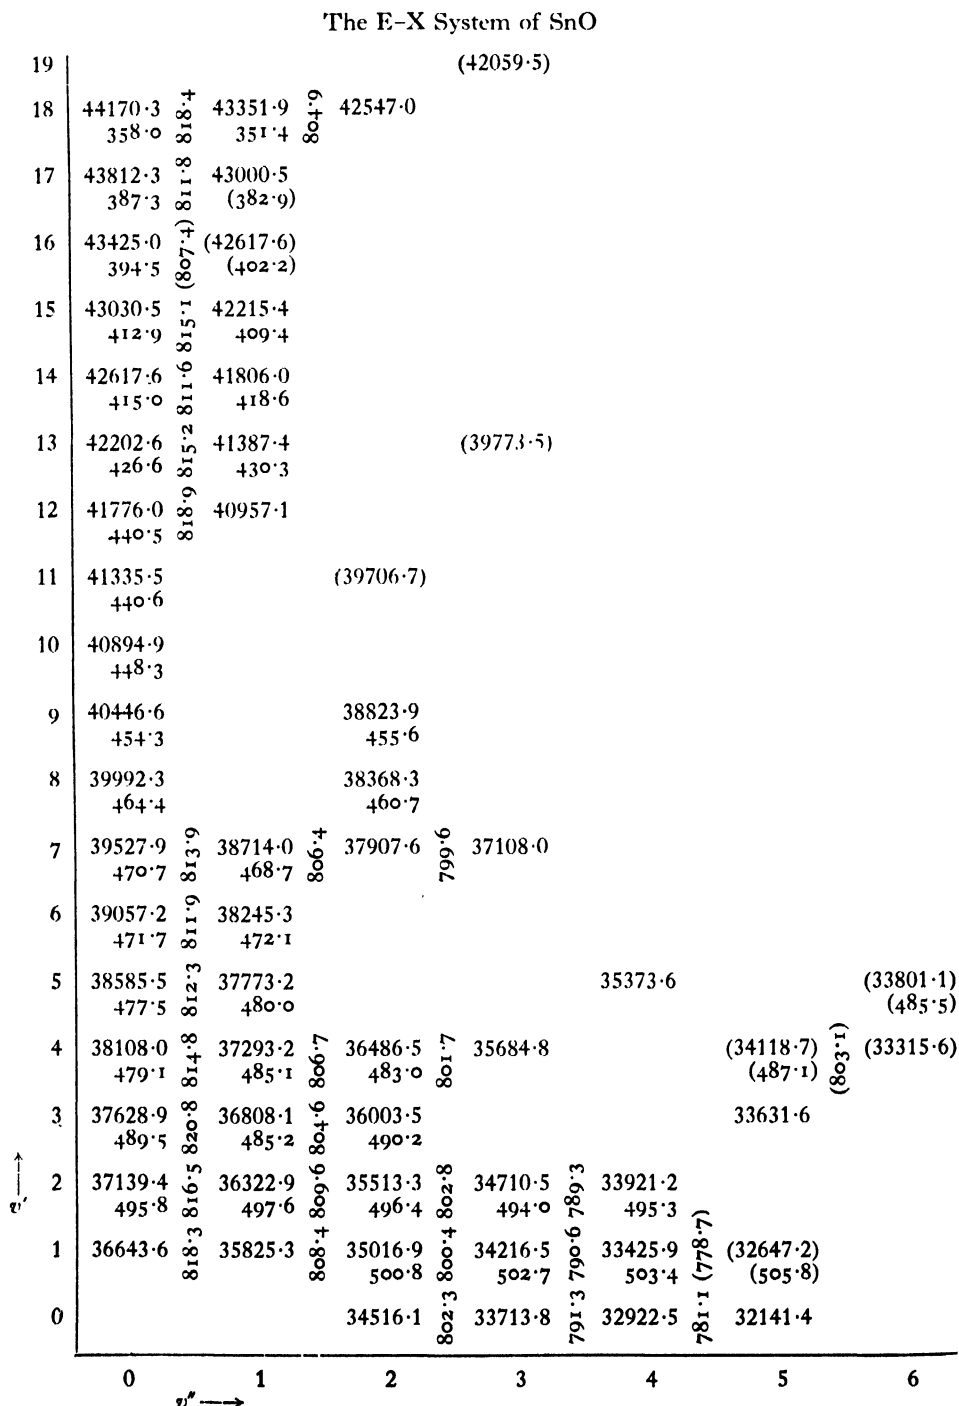 The E–X System of SnO
19 (42059·5)
18 44170·3 818·4 43351·9 804·9 42547·0
358·0 351·4
17 43812·3 811·8 43000·5
387·3 (382·9)
16 43425·0 (807·4) (42617·6)
394·5 (402·2)
15 43030·5 815·1 42215·4
412·9 409·4
14 42617·6 811·6 41806·0
415·0 418·6
13 42202·6 815·2 41387·4 (39773·5)
426·6 430·3
12 41776·0 818·9 40957·1
440·5
11 41335·5 (39706·7)
440·6
10 40894·9
448·3
9 40446·6 38823·9
454·3 455·6
8 39992·3 38368·3
464·4 460·7
7 39527·9 813·9 38714·0 806·4 37907·6 799·6 37108·0
470·7 468·7
6 39057·2 811·9 38245·3
471·7 472·1
5 38585·5 812·3 37773·2 35373·6 (33801·1)
477·5 480·0 (485·5)
4 38108·0 814·8 37293·2 806·7 36486·5 801·7 35684·8 (34118·7) (803·1) (33315·6)
479·1 485·1 483·0 (487·1)
3 37628·9 820·8 36808·1 804·6 36003·5 33631·6
489·5 485·2 490·2
2 37139·4 816·5 36322·9 809·6 35513·3 802·8 34710·5 789·3 33921·2
495·8 497·6 496·4 494·0 495·3
1 36643·6 818·3 35825·3 808·4 35016·9 800·4 34216·5 790·6 33425·9 (778·7) (32647·2)
500·8 502·7 503·4 (505·8)
0 34516·1 802·3 33713·8 791·3 32922·5 781·1 32141·4
v′ →
0 1 2 3 4 5 6
v″ →